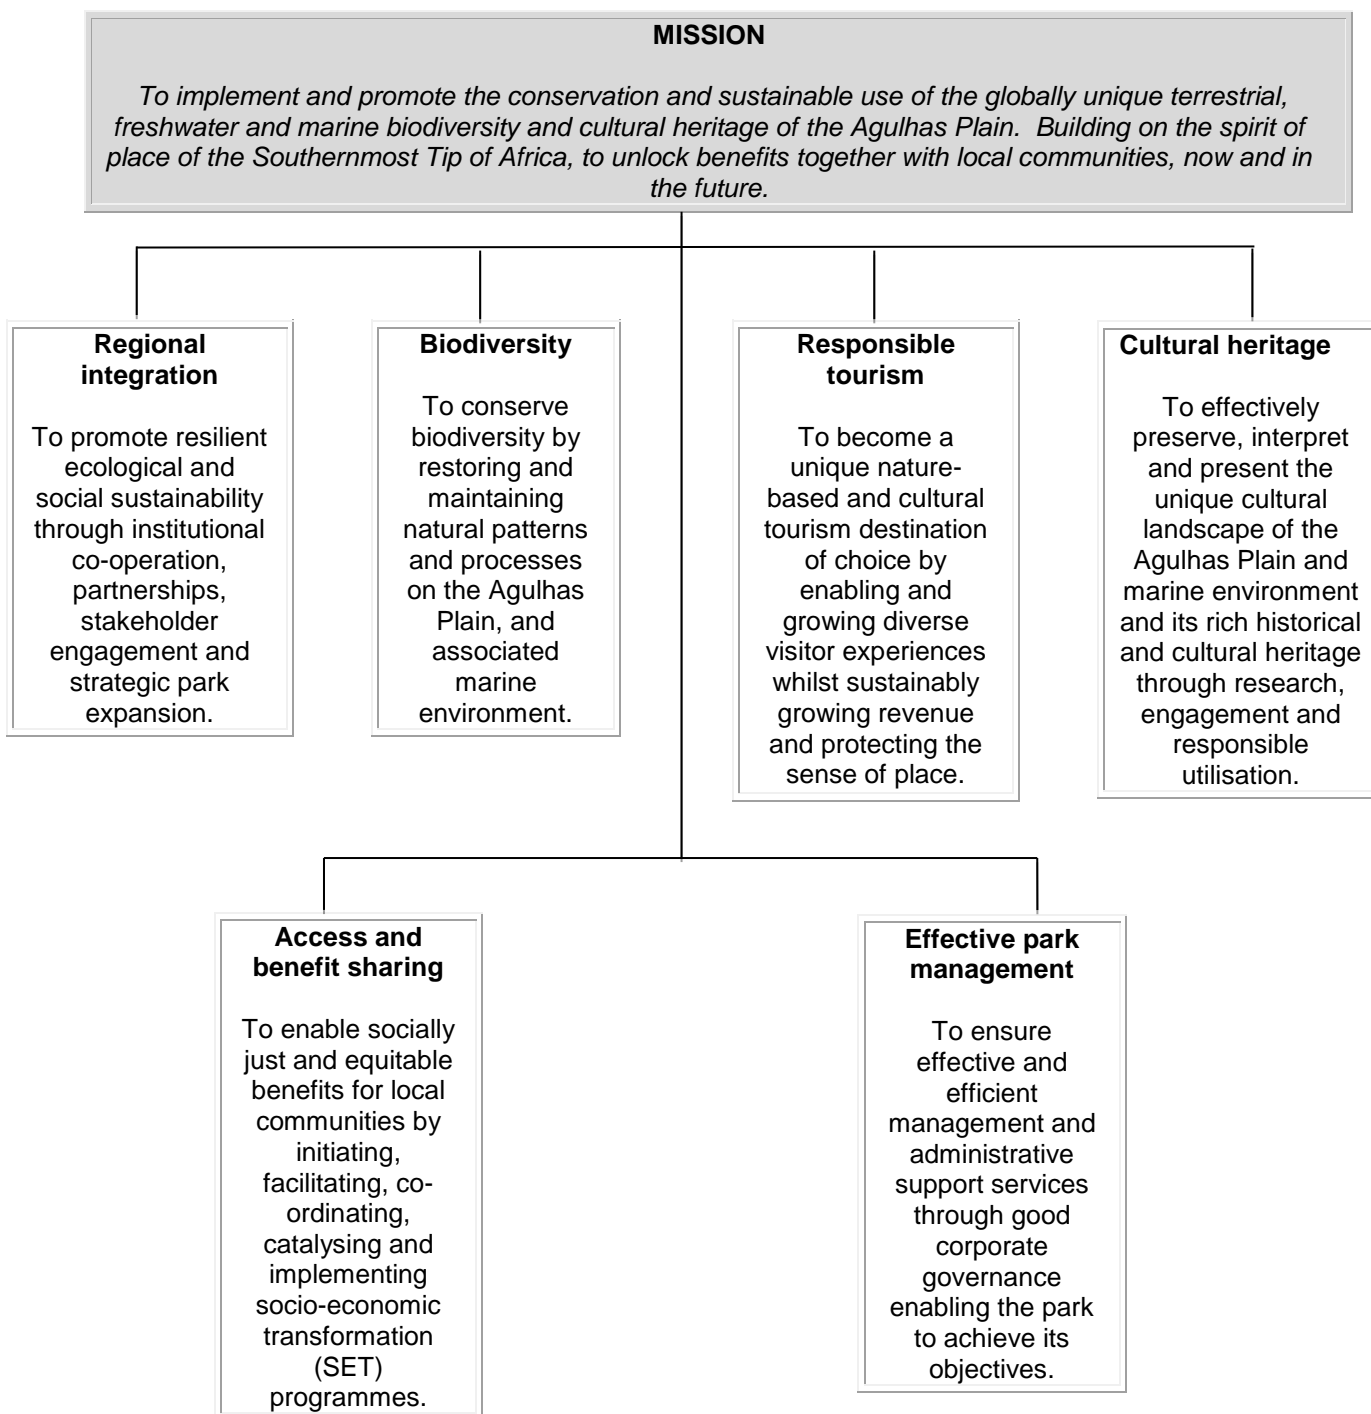 MISSION
To implement and promote the conservation and sustainable use of the globally unique terrestrial,
freshwater and marine biodiversity and cultural heritage of the Agulhas Plain.  Building on the spirit of
place of the Southernmost Tip of Africa, to unlock benefits together with local communities, now and in
the future.
Regional
integration
To promote resilient
ecological and
social sustainability
through institutional
co-operation,
partnerships,
stakeholder
engagement and
strategic park
expansion.
Biodiversity
To conserve
biodiversity by
restoring and
maintaining
natural patterns
and processes
on the Agulhas
Plain, and
associated
marine
environment.
Responsible
tourism
To become a
unique nature-
based and cultural
tourism destination
of choice by
enabling and
growing diverse
visitor experiences
whilst sustainably
growing revenue
and protecting the
sense of place.
Cultural heritage
To effectively
preserve, interpret
and present the
unique cultural
landscape of the
Agulhas Plain and
marine environment
and its rich historical
and cultural heritage
through research,
engagement and
responsible
utilisation.
Access and
benefit sharing
To enable socially
just and equitable
benefits for local
communities by
initiating,
facilitating, co-
ordinating,
catalysing and
implementing
socio-economic
transformation
(SET)
programmes.
Effective park
management
To ensure
effective and
efficient
management and
administrative
support services
through good
corporate
governance
enabling the park
to achieve its
objectives.